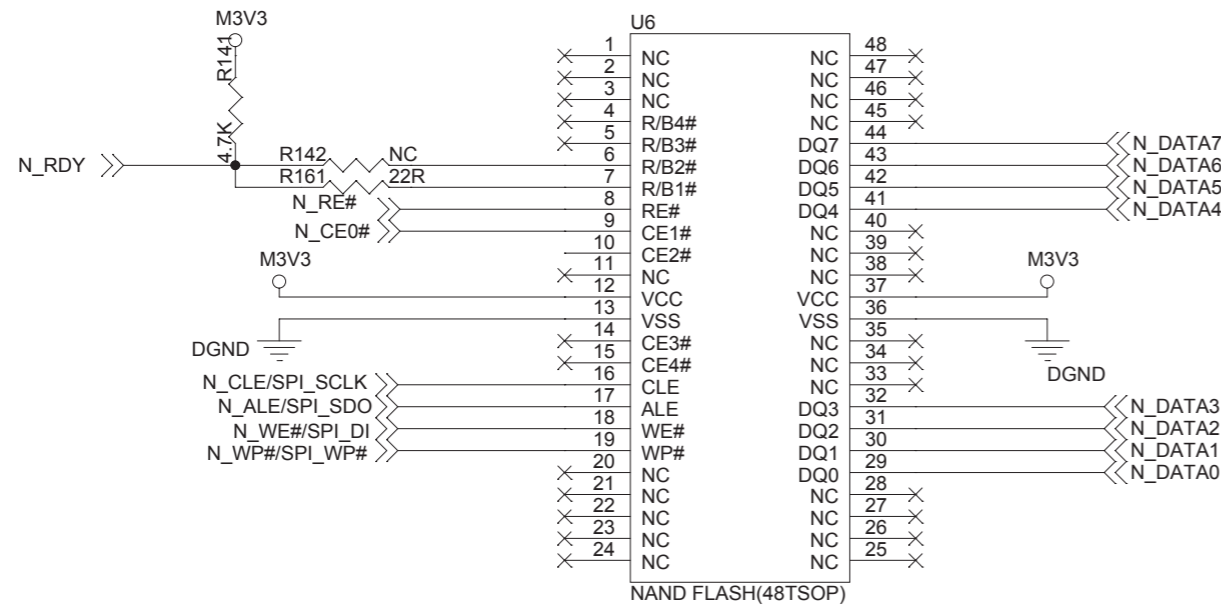 M3V3
R141
4.7K
N_RDY
R142 NC
R161 22R
N_RE#
N_CE0#
M3V3
DGND
N_CLE/SPI_SCLK
N_ALE/SPI_SDO
N_WE#/SPI_DI
N_WP#/SPI_WP#
U6
1 NC NC 48
2 NC NC 47
3 NC NC 46
4 R/B4# NC 45
5 R/B3# DQ7 44 N_DATA7
6 R/B2# DQ6 43 N_DATA6
7 R/B1# DQ5 42 N_DATA5
8 RE# DQ4 41 N_DATA4
9 CE1# NC 40
10 CE2# NC 39
11 NC NC 38
12 VCC VCC 37
13 VSS VSS 36
14 CE3# NC 35
15 CE4# NC 34
16 CLE NC 33
17 ALE DQ3 32 N_DATA3
18 WE# DQ2 31 N_DATA2
19 WP# DQ1 30 N_DATA1
20 NC DQ0 29 N_DATA0
21 NC NC 28
22 NC NC 27
23 NC NC 26
24 NC NC 25
M3V3
DGND
NAND FLASH(48TSOP)